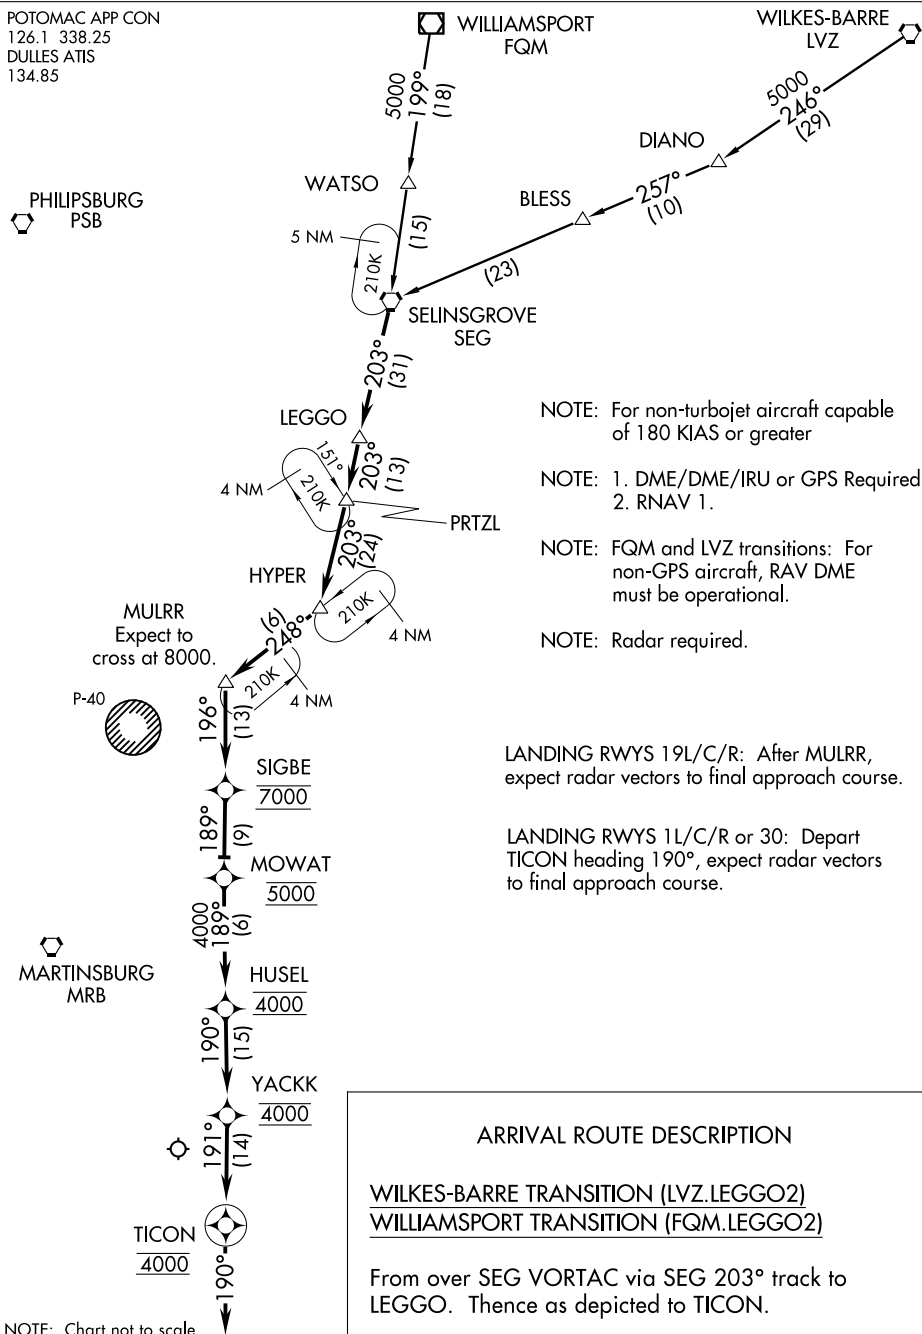 POTOMAC APP CON
126.1 338.25
DULLES ATIS
134.85
WILLIAMSPORT
FQM
WILKES-BARRE
LVZ
5000
199°
(18)
5000
246°
(29)
DIANO
WATSO
BLESS
257°
(10)
PHILIPSBURG
PSB
5 NM
210K
(15)
(23)
SELINSGROVE
SEG
203°
(31)
LEGGO
151°
203°
(13)
4 NM
210K
PRTZL
203°
(24)
HYPER
210K
4 NM
(6)
248°
MULRR
Expect to
cross at 8000.
210K
4 NM
P-40
196°
(13)
SIGBE
7000
189°
(9)
MOWAT
5000
4000
189°
(6)
MARTINSBURG
MRB
HUSEL
4000
190°
(15)
YACKK
4000
191°
(14)
TICON
4000
190°
NOTE: Chart not to scale
NOTE: For non-turbojet aircraft capable
of 180 KIAS or greater
NOTE: 1. DME/DME/IRU or GPS Required
2. RNAV 1.
NOTE: FQM and LVZ transitions: For
non-GPS aircraft, RAV DME
must be operational.
NOTE: Radar required.
LANDING RWYS 19L/C/R: After MULRR,
expect radar vectors to final approach course.
LANDING RWYS 1L/C/R or 30: Depart
TICON heading 190°, expect radar vectors
to final approach course.
ARRIVAL ROUTE DESCRIPTION
WILKES-BARRE TRANSITION (LVZ.LEGGO2)
WILLIAMSPORT TRANSITION (FQM.LEGGO2)
From over SEG VORTAC via SEG 203° track to
LEGGO. Thence as depicted to TICON.